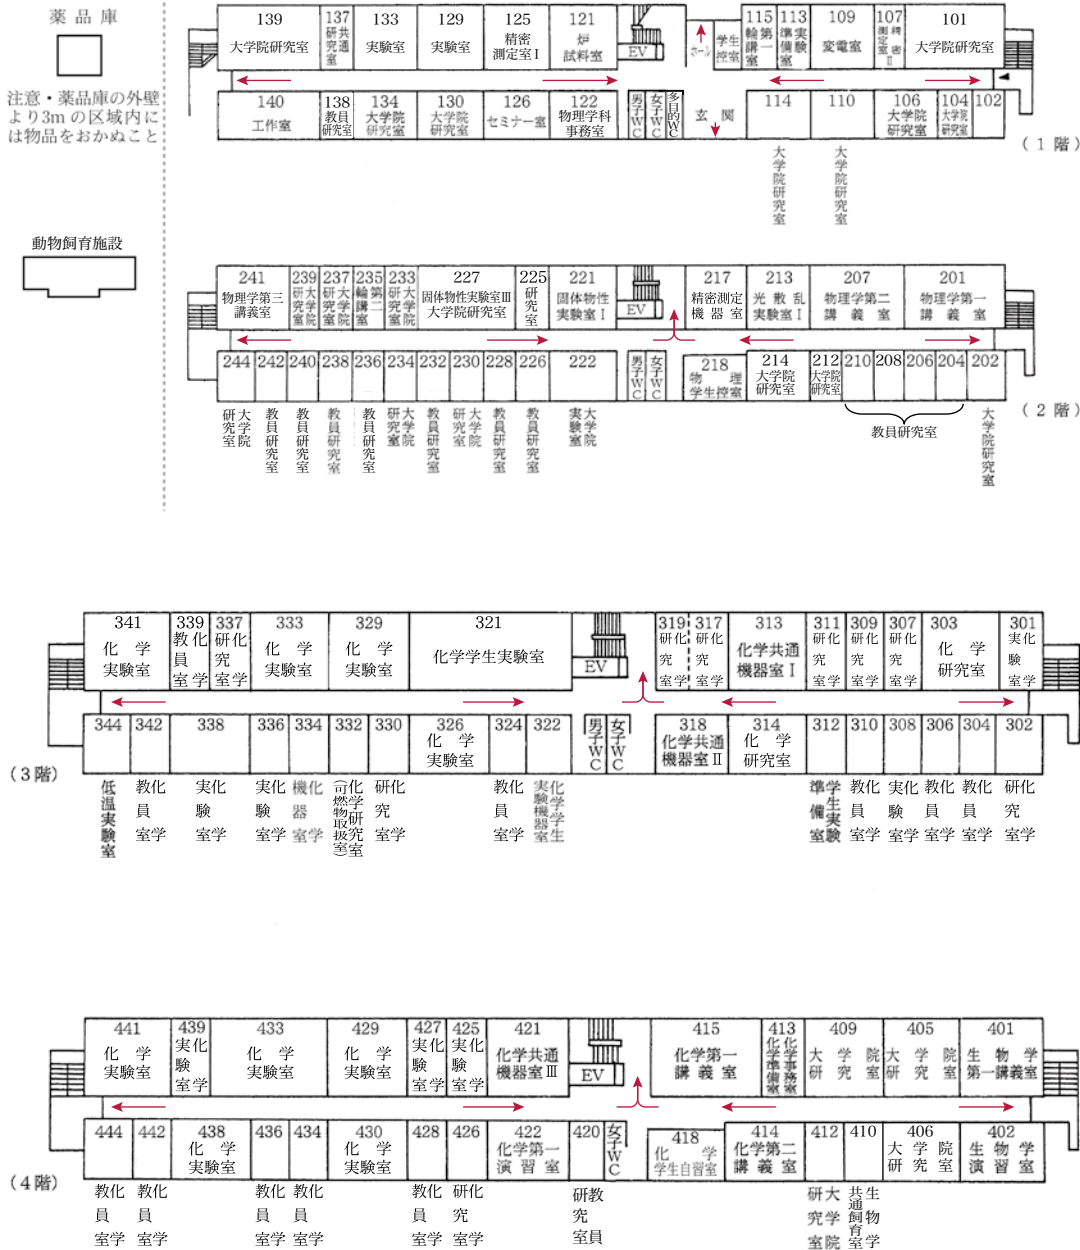 薬品庫
注意・薬品庫の外壁
より3mの区域内に
は物品をおかぬこと
動物飼育施設
139 大学院研究室
137 共通研究室
133 実験室
129 実験室
125 精密測定室Ⅰ
121 炉試料室
EV
ホール
学生控室
115 第一輪講室
113 実験準備室
109 変電室
107 精密測定室Ⅱ
101 大学院研究室
140 工作室
138 教員研究室
134 大学院研究室
130 大学院研究室
126 セミナー室
122 物理学科事務室
男子WC
女子WC
多目的WC
玄関
114
110
106 大学院研究室
104 大学院研究室
102
(1階)
大学院研究室
大学院研究室
241 物理学第三講義室
239 大学院研究室
237 大学院研究室
235 第二輪講室
233 大学院研究室
227 固体物性実験室Ⅲ 大学院研究室
225 研究室
221 固体物性実験室Ⅰ
EV
217 精密測定機器室
213 光散乱実験室Ⅰ
207 物理学第二講義室
201 物理学第一講義室
244
242
240
238
236
234
232
230
228
226
222
男子WC
女子WC
218 物理学生控室
214 大学院研究室
212 大学院研究室
210
208
206
204
202
(2階)
大学院研究室
教員研究室
教員研究室
教員研究室
教員研究室
大学院研究室
教員研究室
大学院研究室
教員研究室
教員研究室
大学院実験室
教員研究室
大学院研究室
341 化学実験室
339 化学教員室
337 化学研究室
333 化学実験室
329 化学実験室
321 化学学生実験室
EV
319 化学研究室
317 化学研究室
313 化学共通機器室Ⅰ
311 化学研究室
309 化学研究室
307 化学研究室
303 化学研究室
301 化学実験室
344
342
338
336
334
332
330
326 化学実験室
324
322
男子WC
女子WC
318 化学共通機器室Ⅱ
314 化学研究室
312
310
308
306
304
302
(3階)
低温実験室
化学教員室
化学実験室
化学実験室
化学機器室
化学研究室(可燃物取扱室)
化学研究室
化学教員室
化学学生実験機器室
学生実験準備室
化学教員室
化学実験室
化学教員室
化学教員室
化学研究室
441 化学実験室
439 化学実験室
433 化学実験室
429 化学実験室
427 化学実験室
425 化学実験室
421 化学共通機器室Ⅲ
EV
415 化学第一講義室
413 化学事務室 化学準備室
409 大学院研究室
405 大学院研究室
401 生物学第一講義室
444
442
438 化学実験室
436
434
430 化学実験室
428
426
422 化学第一演習室
420
女子WC
418 化学学生自習室
414 化学第二講義室
412
410
406 大学院研究室
402 生物学演習室
(4階)
化学教員室
化学教員室
化学教員室
化学教員室
化学教員室
化学研究室
教員研究室
大学院研究室
生物学共通飼育室